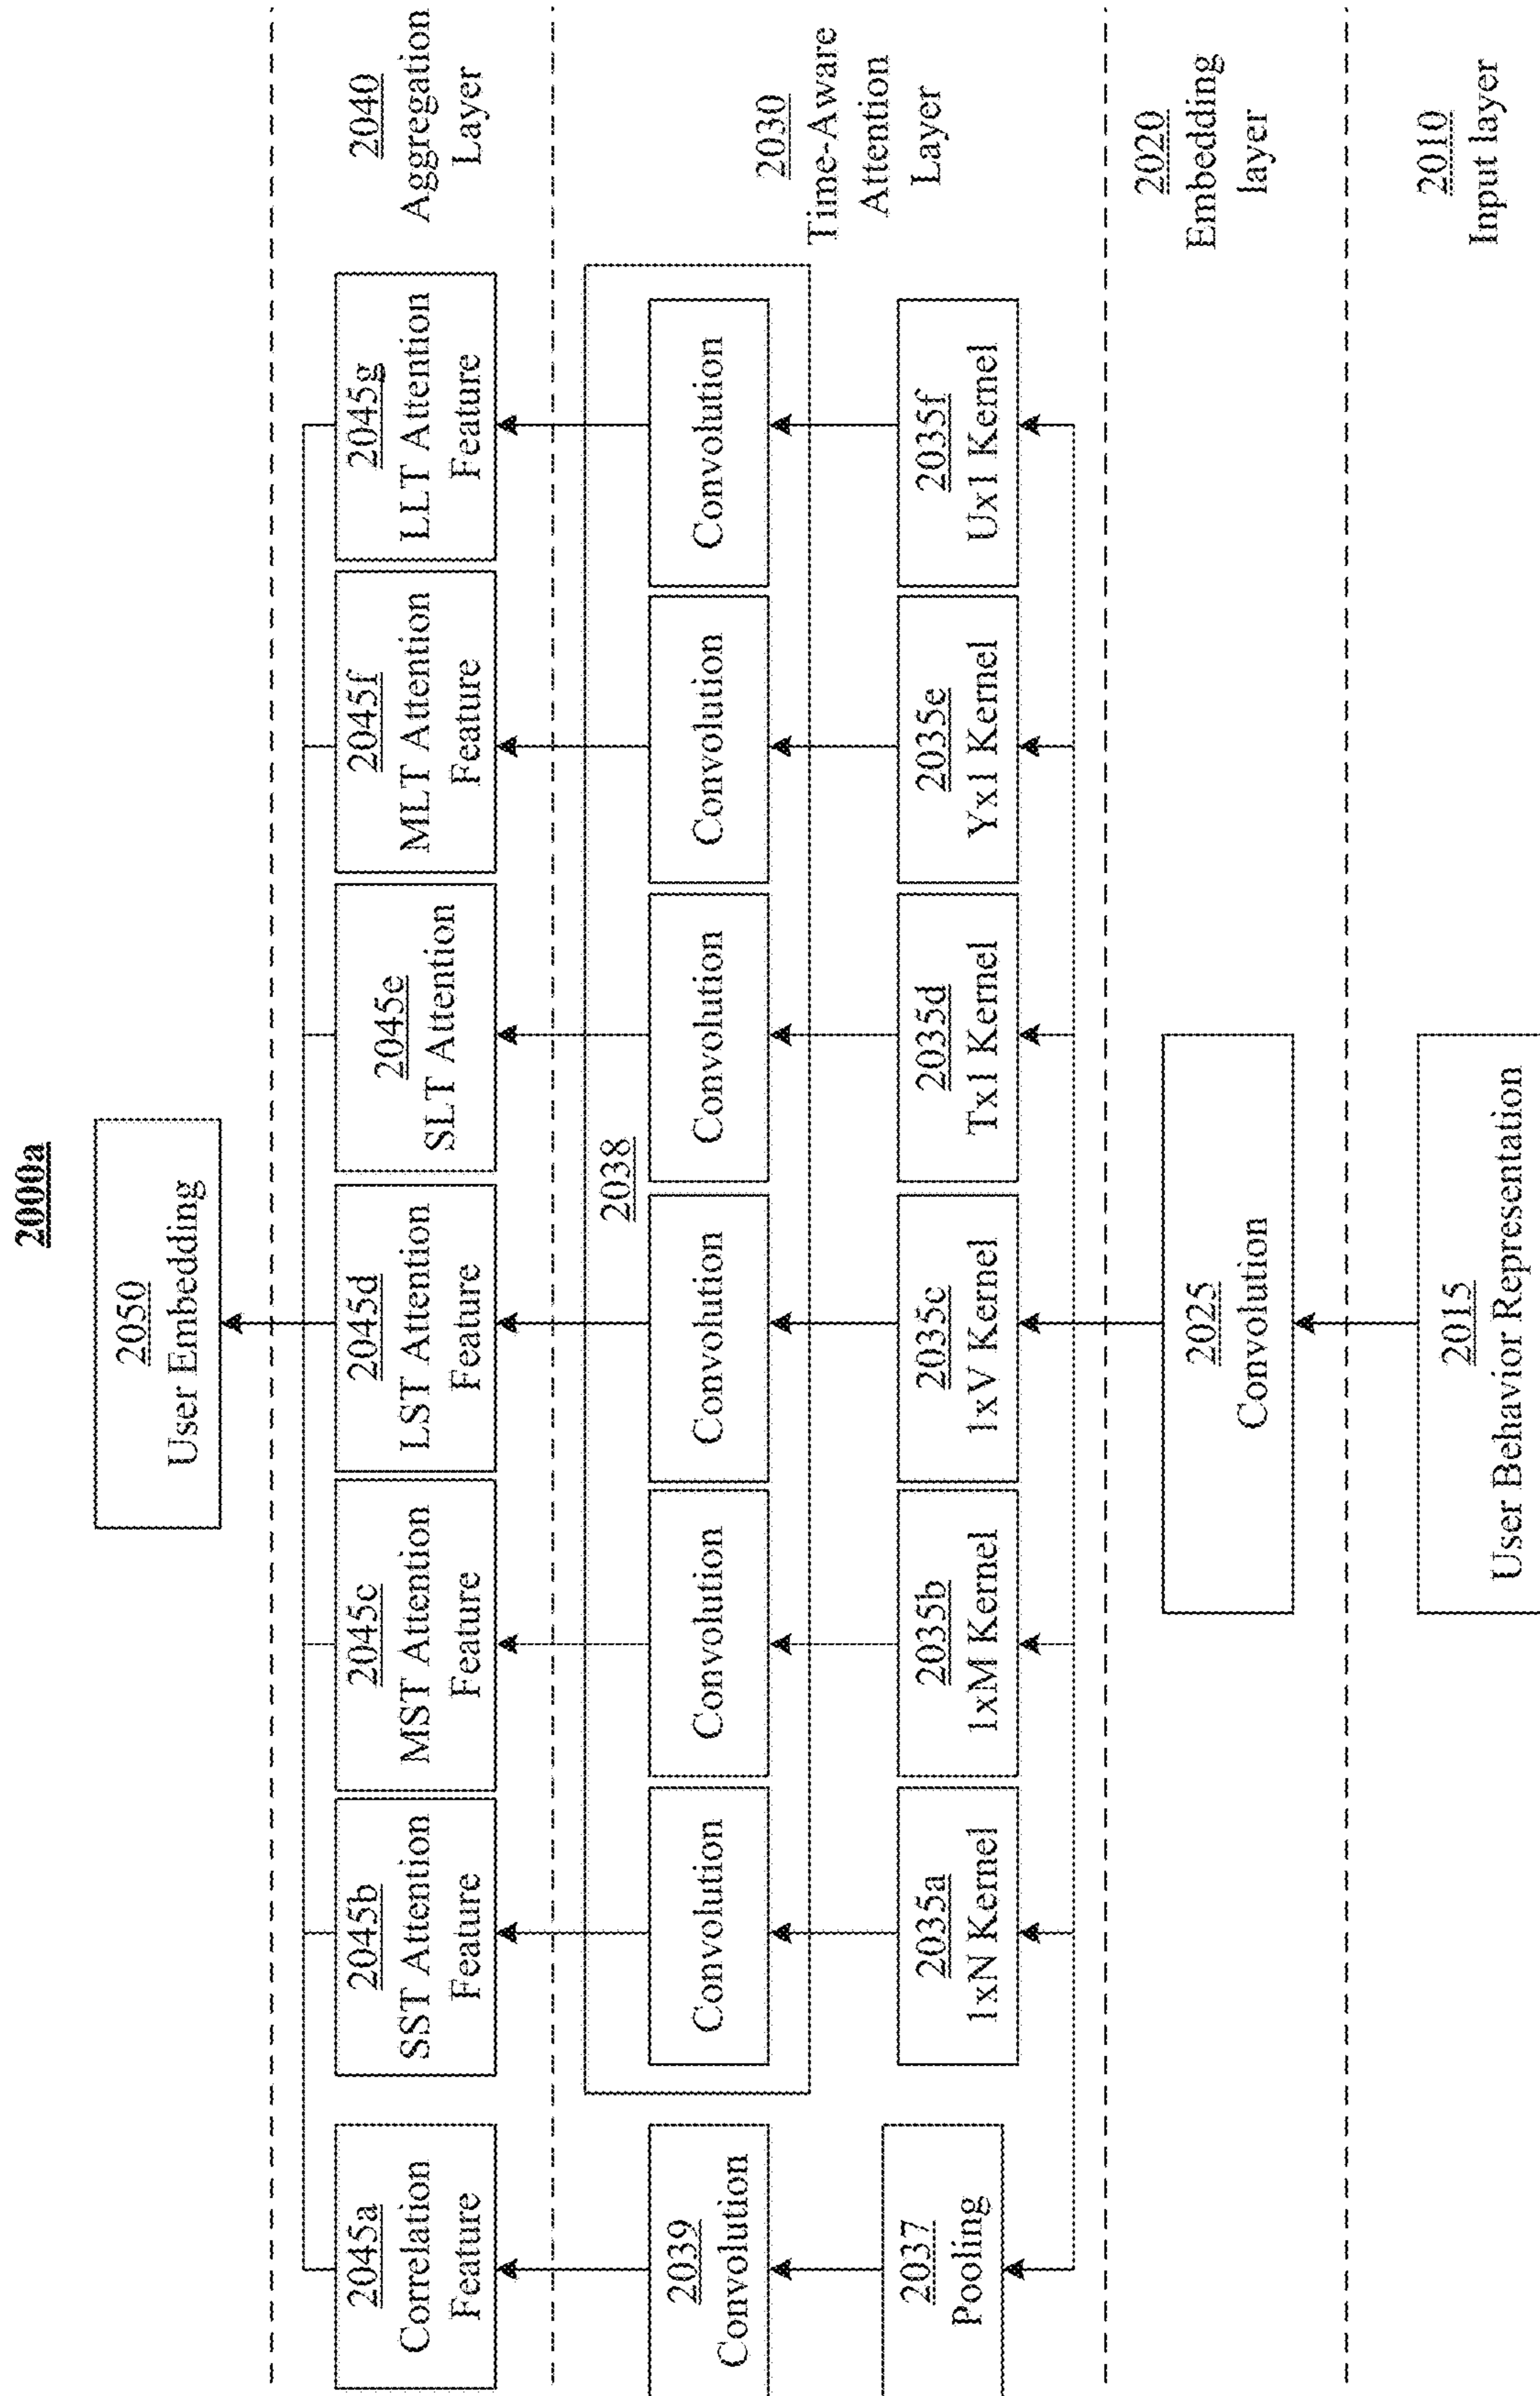 2000a
2050
User Embedding
2040
Aggregation
Layer
2045a
Correlation
Feature
2045b
SST Attention
Feature
2045c
MST Attention
Feature
2045d
LST Attention
Feature
2045e
SLT Attention
2045f
MLT Attention
Feature
2045g
LLT Attention
Feature
2030
Time-Aware
Attention
Layer
2038
2039
Convolution
Convolution
Convolution
Convolution
Convolution
Convolution
Convolution
2037
Pooling
2035a
1xN Kernel
2035b
1xM Kernel
2035c
1xV Kernel
2035d
Tx1 Kernel
2035e
Yx1 Kernel
2035f
Ux1 Kernel
2020
Embedding
layer
2025
Convolution
2010
Input layer
2015
User Behavior Representation